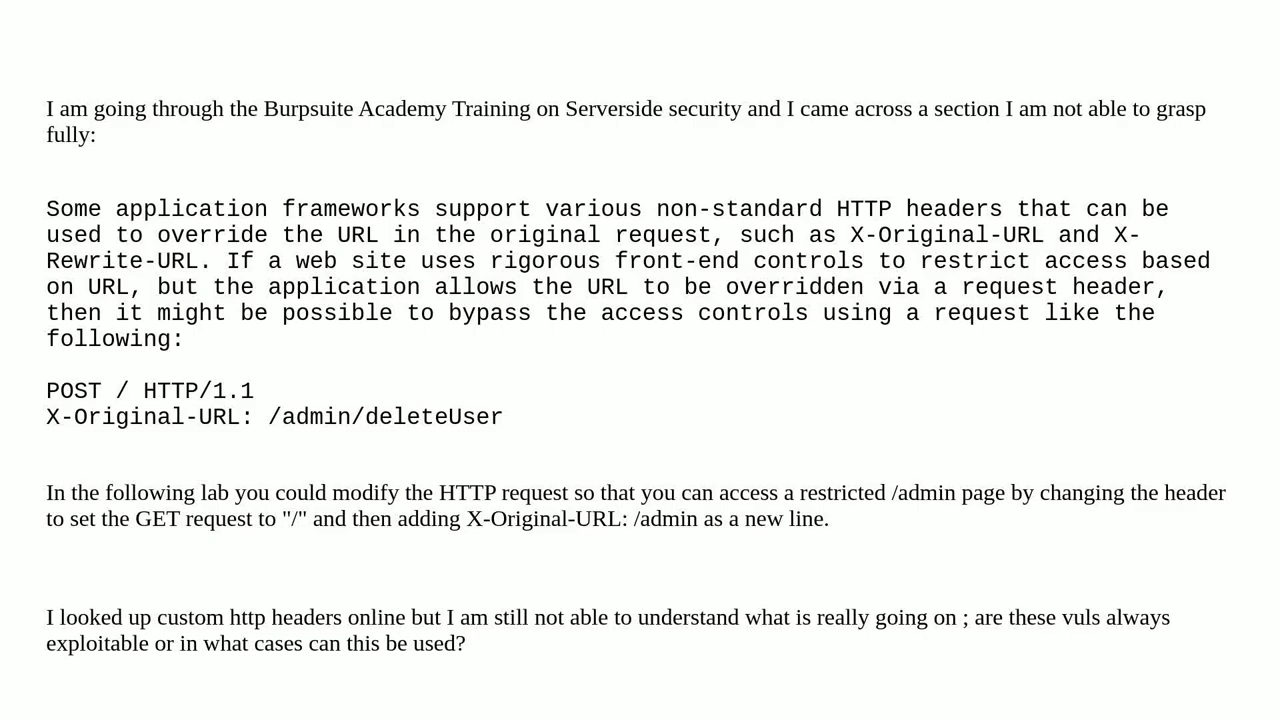 I am going through the Burpsuite Academy Training on Serverside security and I came across a section I am not able to grasp
fully:
Some application frameworks support various non-standard HTTP headers that can be
used to override the URL in the original request, such as X-Original-URL and X-
Rewrite-URL. If a web site uses rigorous front-end controls to restrict access based
on URL, but the application allows the URL to be overridden via a request header,
then it might be possible to bypass the access controls using a request like the
following:
POST / HTTP/1.1
X-Original-URL: /admin/deleteUser
In the following lab you could modify the HTTP request so that you can access a restricted /admin page by changing the header
to set the GET request to "/" and then adding X-Original-URL: /admin as a new line.
I looked up custom http headers online but I am still not able to understand what is really going on ; are these vuls always
exploitable or in what cases can this be used?